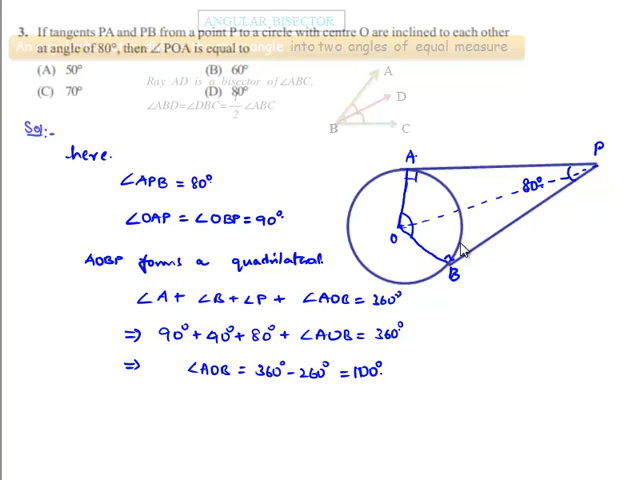 ANGULAR BISECTOR
3. If tangents PA and PB from a point P to a circle with centre O are inclined to each other
An angle into two angles of equal measure
at angle of 80°, then ∠ POA is equal to
(A) 50° (B) 60°
Ray AD is a bisector of ∠ABC.
(C) 70° (D) 80°
∠ABD=∠DBC=1/2 ∠ABC
A
D
B
C
Sol:-
here.
∠APB = 80°
∠OAP = ∠OBP = 90°.
AOBP forms a quadrilateral.
∠A + ∠B + ∠P + ∠AOB = 360°
⇒ 90° + 90° + 80° + ∠AOB = 360°
⇒ ∠AOB = 360° - 260° = 100°.
A
P
80°
O
B